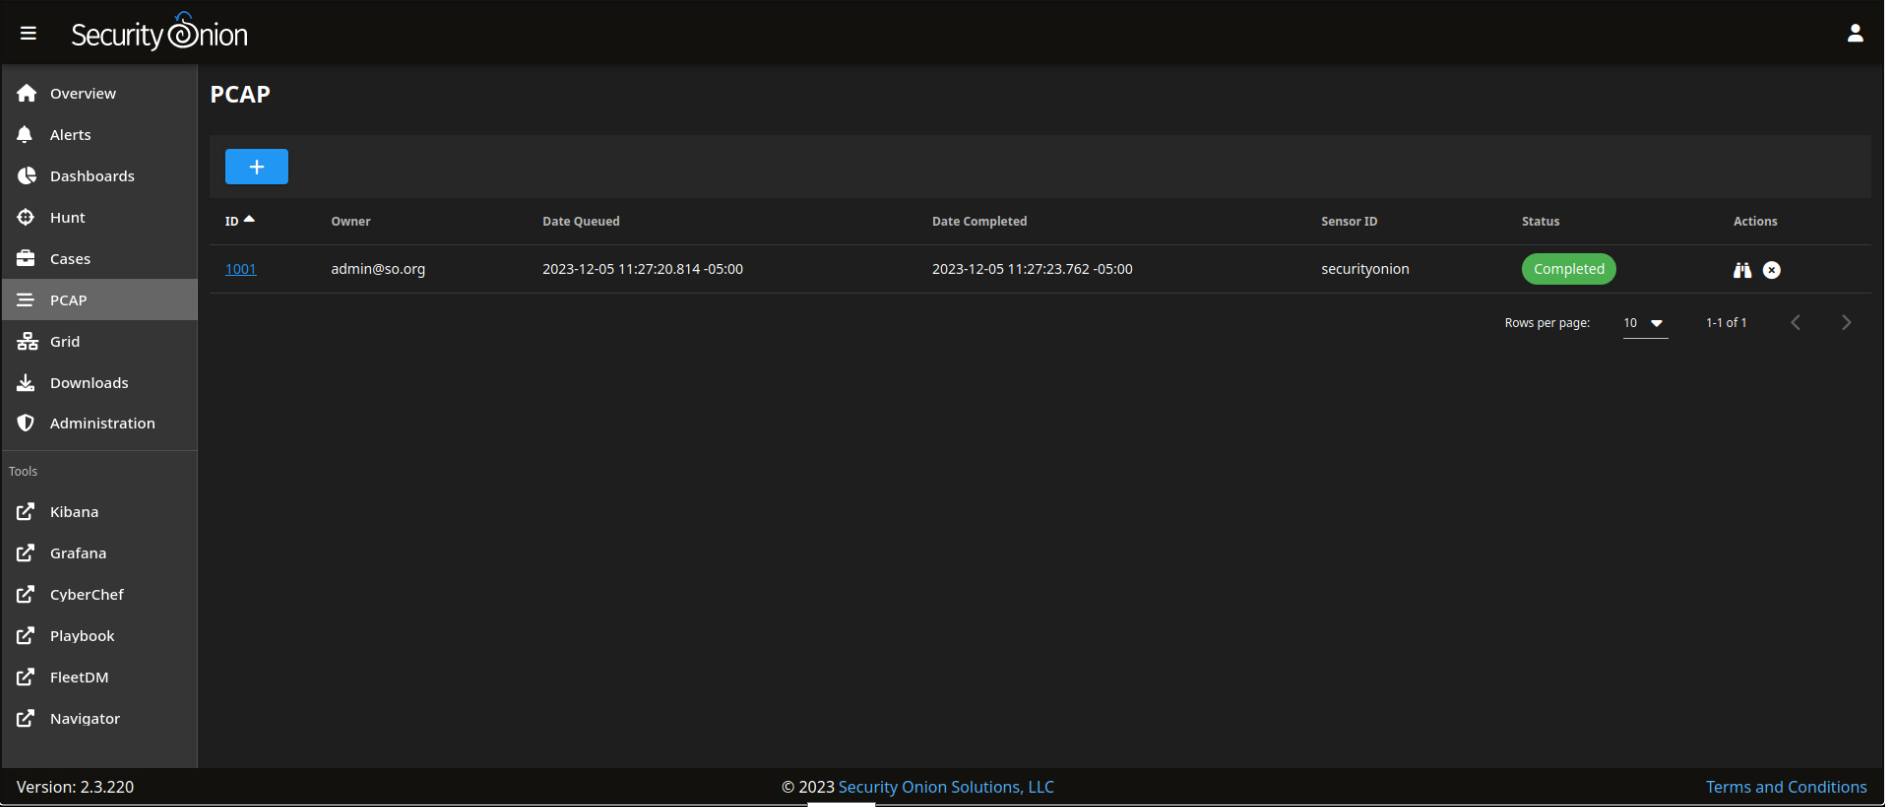 Security Onion
Overview
Alerts
Dashboards
Hunt
Cases
PCAP
Grid
Downloads
Administration
Tools
Kibana
Grafana
CyberChef
Playbook
FleetDM
Navigator
PCAP
+
ID Owner Date Queued Date Completed Sensor ID Status Actions
1001 admin@so.org 2023-12-05 11:27:20.814 -05:00 2023-12-05 11:27:23.762 -05:00 securityonion Completed
Rows per page: 10 1-1 of 1
Version: 2.3.220 © 2023 Security Onion Solutions, LLC Terms and Conditions